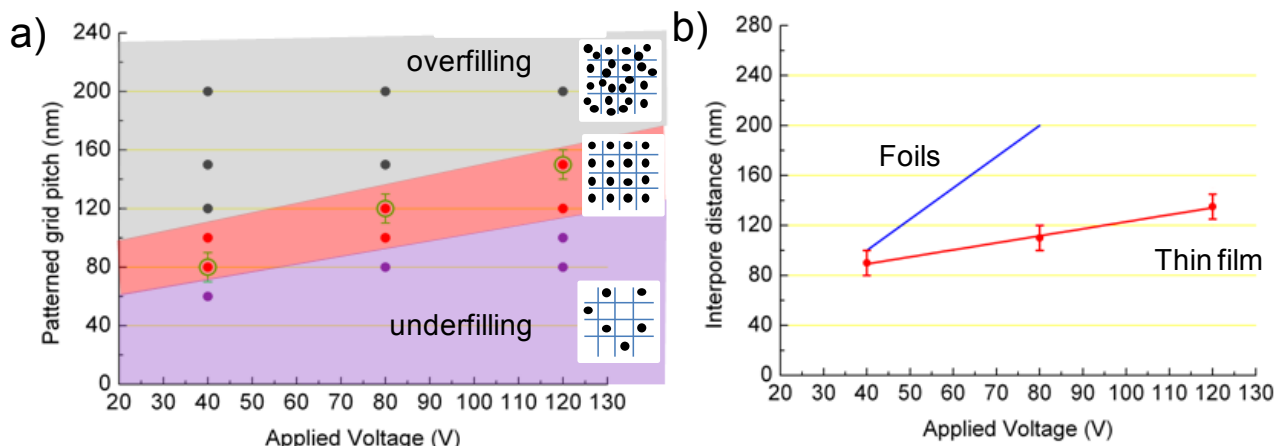 a)
Patterned grid pitch (nm)
240
200
160
120
80
40
0
overfilling
underfilling
20 30 40 50 60 70 80 90 100 110 120 130
Applied Voltage (V)
b)
Interpore distance (nm)
280
240
200
160
120
80
40
0
Foils
Thin film
20 30 40 50 60 70 80 90 100 110 120 130
Applied Voltage (V)